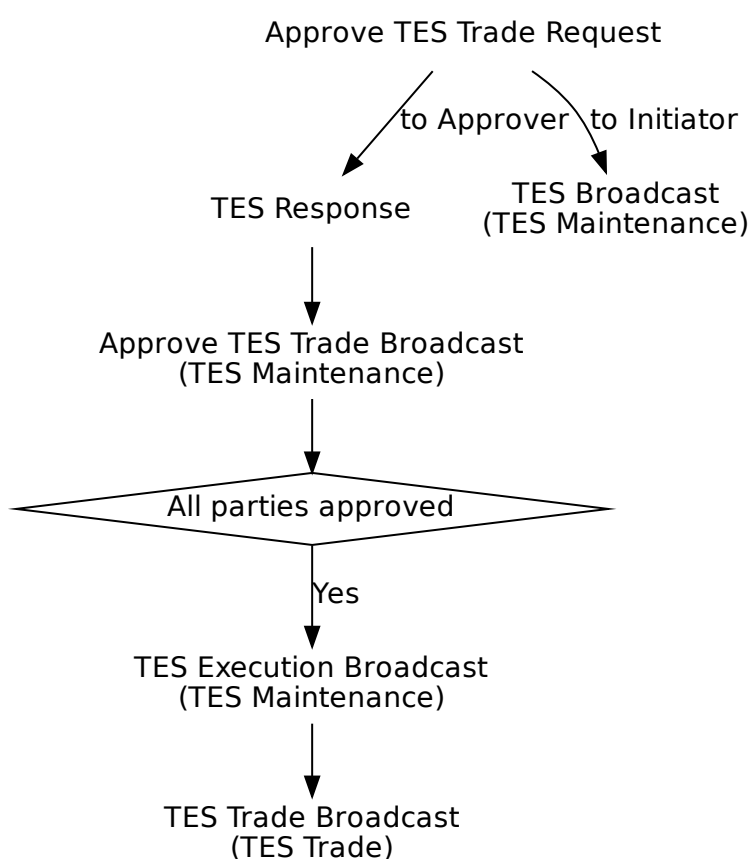 Approve TES Trade Request
to Approver
to Initiator
TES Response
TES Broadcast
(TES Maintenance)
Approve TES Trade Broadcast
(TES Maintenance)
All parties approved
Yes
TES Execution Broadcast
(TES Maintenance)
TES Trade Broadcast
(TES Trade)